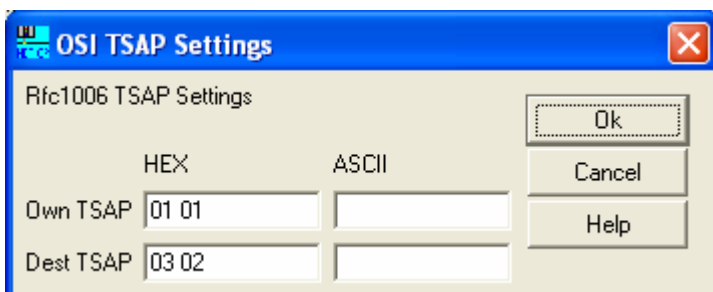 OSI TSAP Settings
Rfc1006 TSAP Settings
Ok
HEX ASCII
Cancel
Own TSAP 01 01
Help
Dest TSAP 03 02